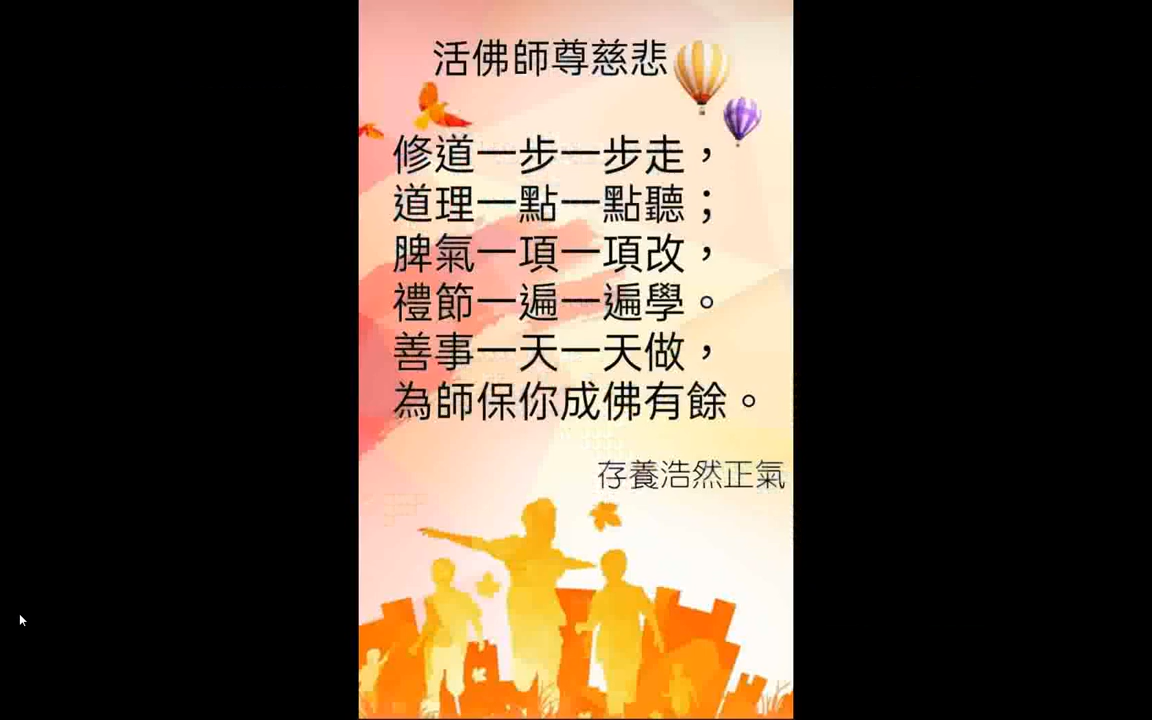 活佛師尊慈悲
修道一步一步走，
道理一點一點聽；
脾氣一項一項改，
禮節一遍一遍學。
善事一天一天做，
為師保你成佛有餘。
存養浩然正氣